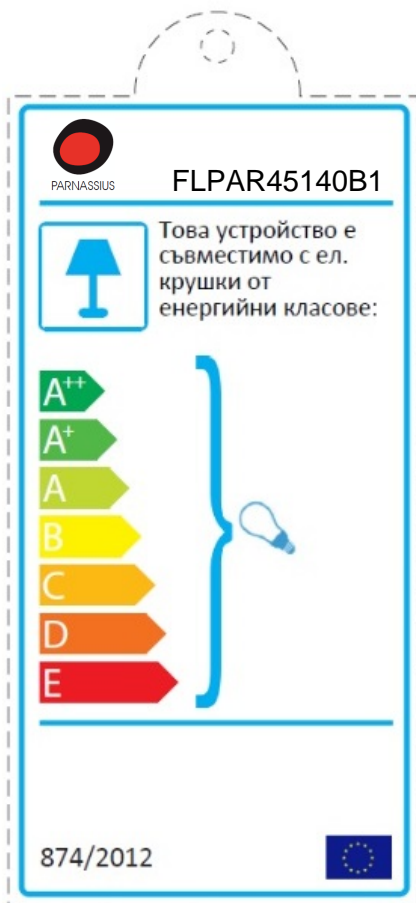 PARNASSIUS
FLPAR45140B1
Това устройство е
съвместимо с ел.
крушки от
енергийни класове:
A++
A+
A
B
C
D
E
874/2012